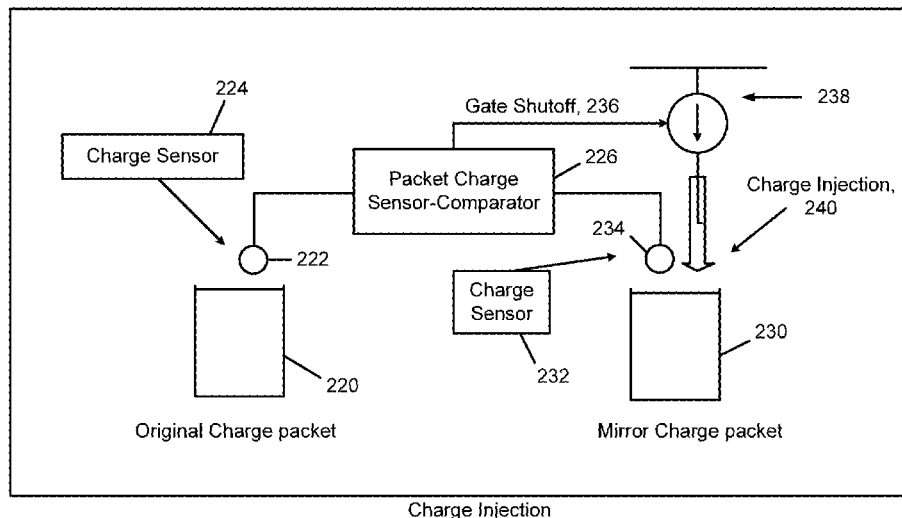 224
Charge Sensor
Gate Shutoff, 236
238
Packet Charge
Sensor-Comparator
226
Charge Injection,
240
222
234
Charge
Sensor
232
220
230
Original Charge packet
Mirror Charge packet
Charge Injection